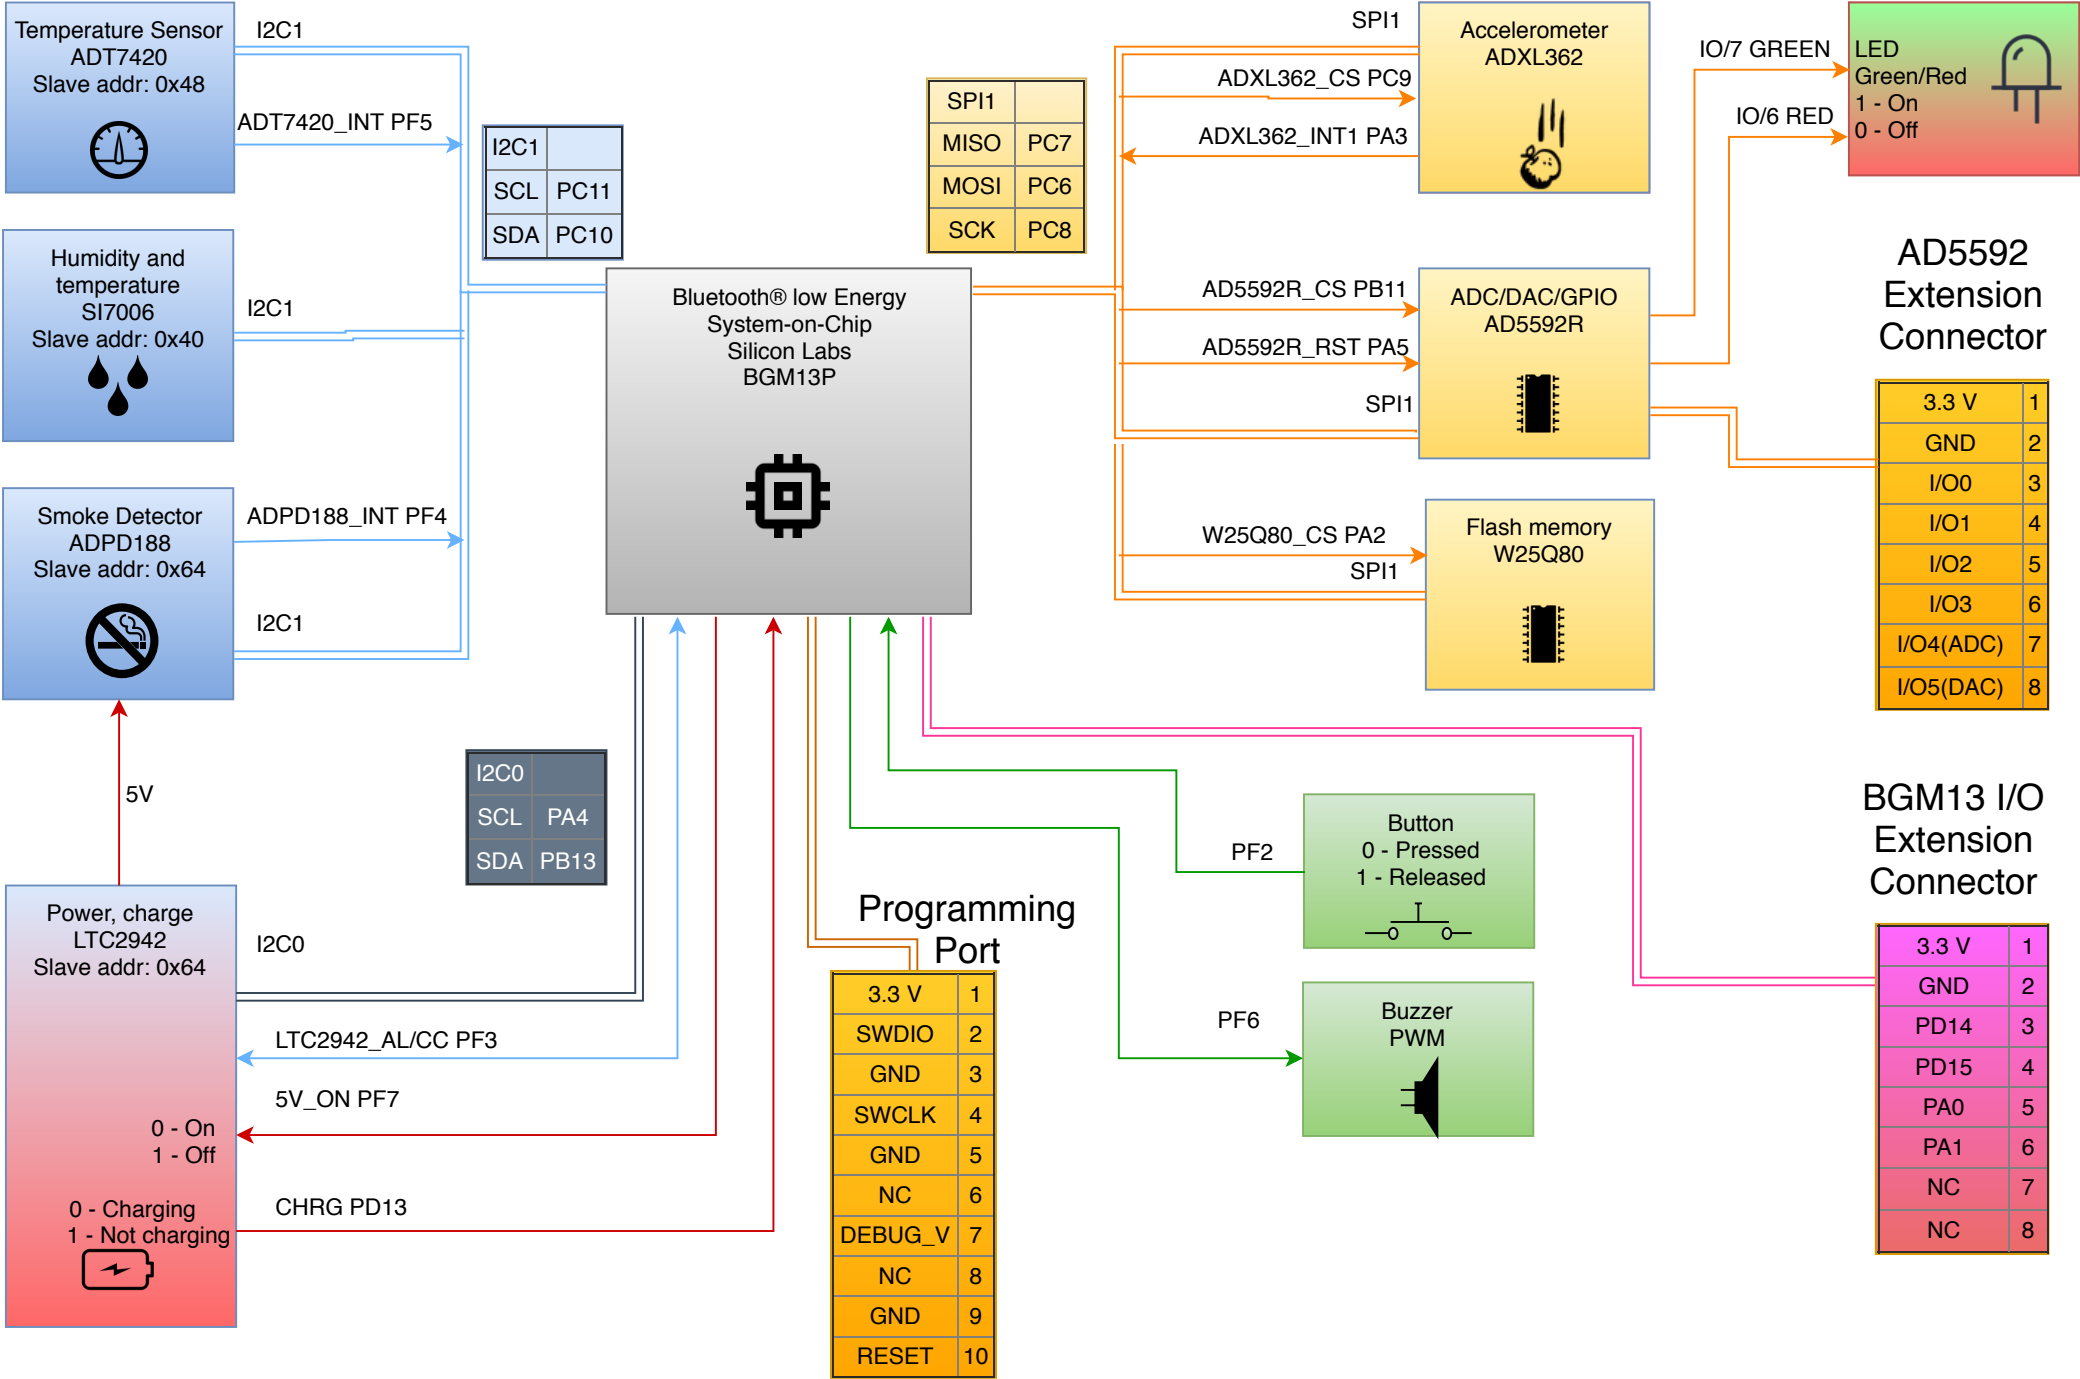 Temperature Sensor
ADT7420
Slave addr: 0x48
I2C1
ADT7420_INT PF5
Humidity and
temperature
SI7006
Slave addr: 0x40
I2C1
Smoke Detector
ADPD188
Slave addr: 0x64
ADPD188_INT PF4
I2C1
5V
Power, charge
LTC2942
Slave addr: 0x64
0 - On
1 - Off
0 - Charging
1 - Not charging
I2C0
LTC2942_AL/CC PF3
5V_ON PF7
CHRG PD13
I2C1
SCL PC11
SDA PC10
I2C0
SCL PA4
SDA PB13
SPI1
MISO PC7
MOSI PC6
SCK PC8
Bluetooth® low Energy
System-on-Chip
Silicon Labs
BGM13P
SPI1
ADXL362_CS PC9
ADXL362_INT1 PA3
Accelerometer
ADXL362
AD5592R_CS PB11
AD5592R_RST PA5
SPI1
ADC/DAC/GPIO
AD5592R
W25Q80_CS PA2
SPI1
Flash memory
W25Q80
IO/7 GREEN
IO/6 RED
LED
Green/Red
1 - On
0 - Off
AD5592
Extension
Connector
3.3 V 1
GND 2
I/O0 3
I/O1 4
I/O2 5
I/O3 6
I/O4(ADC) 7
I/O5(DAC) 8
Programming
Port
3.3 V 1
SWDIO 2
GND 3
SWCLK 4
GND 5
NC 6
DEBUG_V 7
NC 8
GND 9
RESET 10
PF2
Button
0 - Pressed
1 - Released
PF6
Buzzer
PWM
BGM13 I/O
Extension
Connector
3.3 V 1
GND 2
PD14 3
PD15 4
PA0 5
PA1 6
NC 7
NC 8